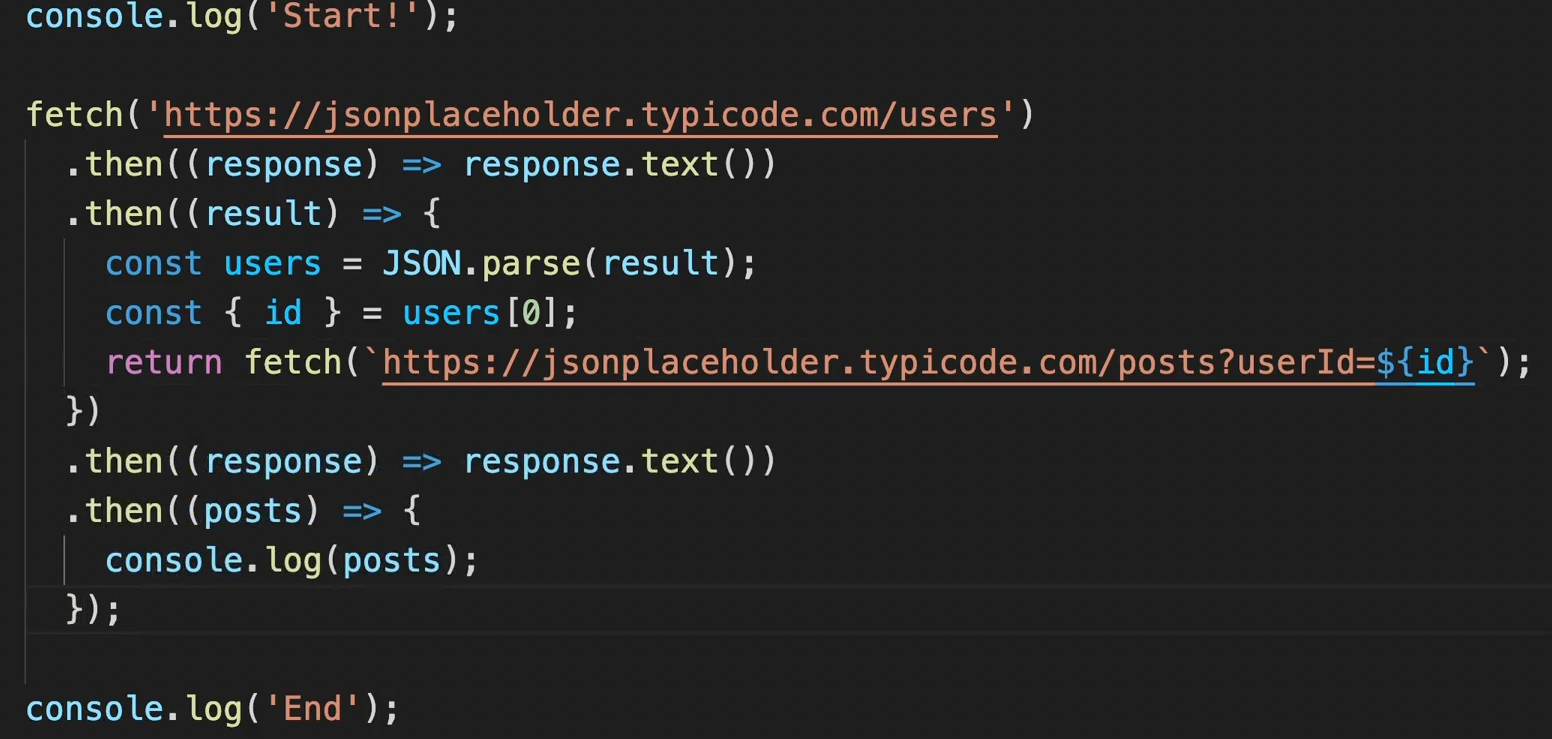 console.log('Start!');
fetch('https://jsonplaceholder.typicode.com/users')
.then((response) => response.text())
.then((result) => {
const users = JSON.parse(result);
const { id } = users[0];
return fetch(`https://jsonplaceholder.typicode.com/posts?userId=${id}`);
})
.then((response) => response.text())
.then((posts) => {
console.log(posts);
});
console.log('End');